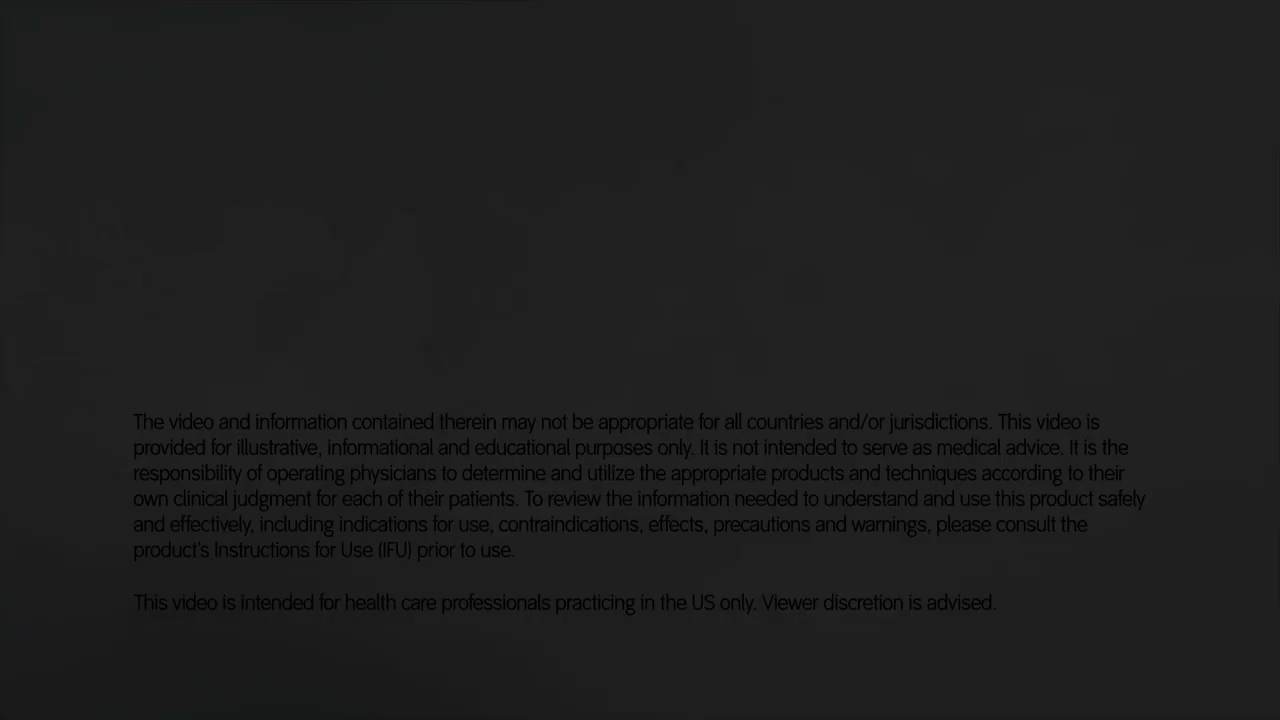 The video and information contained therein may not be appropriate for all countries and/or jurisdictions. This video is
provided for illustrative, informational and educational purposes only. It is not intended to serve as medical advice. It is the
responsibility of operating physicians to determine and utilize the appropriate products and techniques according to their
own clinical judgment for each of their patients. To review the information needed to understand and use this product safely
and effectively, including indications for use, contraindications, effects, precautions and warnings, please consult the
product's Instructions for Use (IFU) prior to use.
This video is intended for health care professionals practicing in the US only. Viewer discretion is advised.